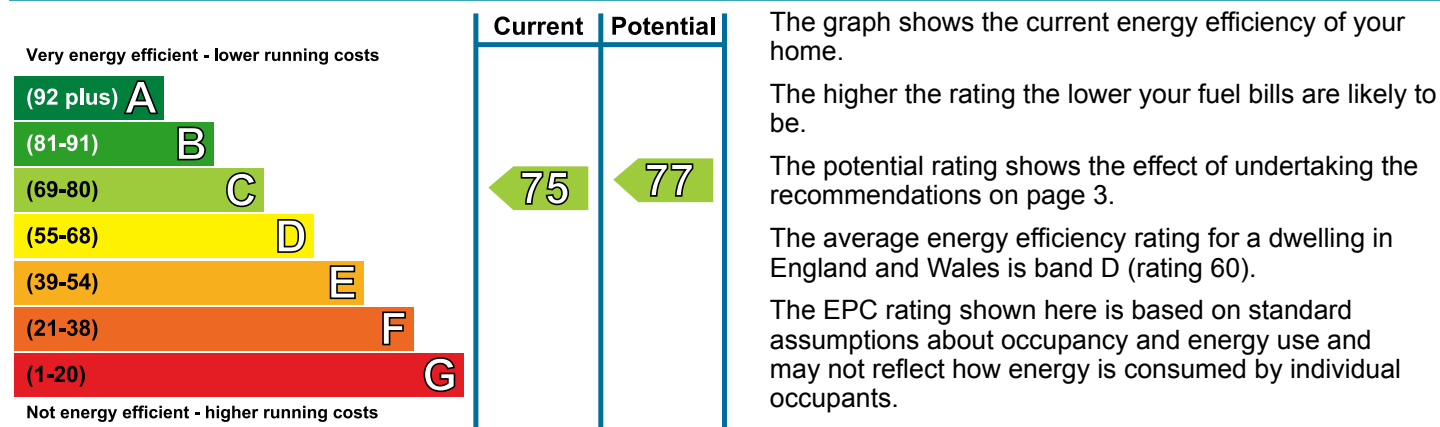 Current Potential
Very energy efficient - lower running costs
(92 plus) A
(81-91) B
(69-80) C
(55-68) D
(39-54) E
(21-38) F
(1-20) G
Not energy efficient - higher running costs
75 77
The graph shows the current energy efficiency of your
home.
The higher the rating the lower your fuel bills are likely to
be.
The potential rating shows the effect of undertaking the
recommendations on page 3.
The average energy efficiency rating for a dwelling in
England and Wales is band D (rating 60).
The EPC rating shown here is based on standard
assumptions about occupancy and energy use and
may not reflect how energy is consumed by individual
occupants.